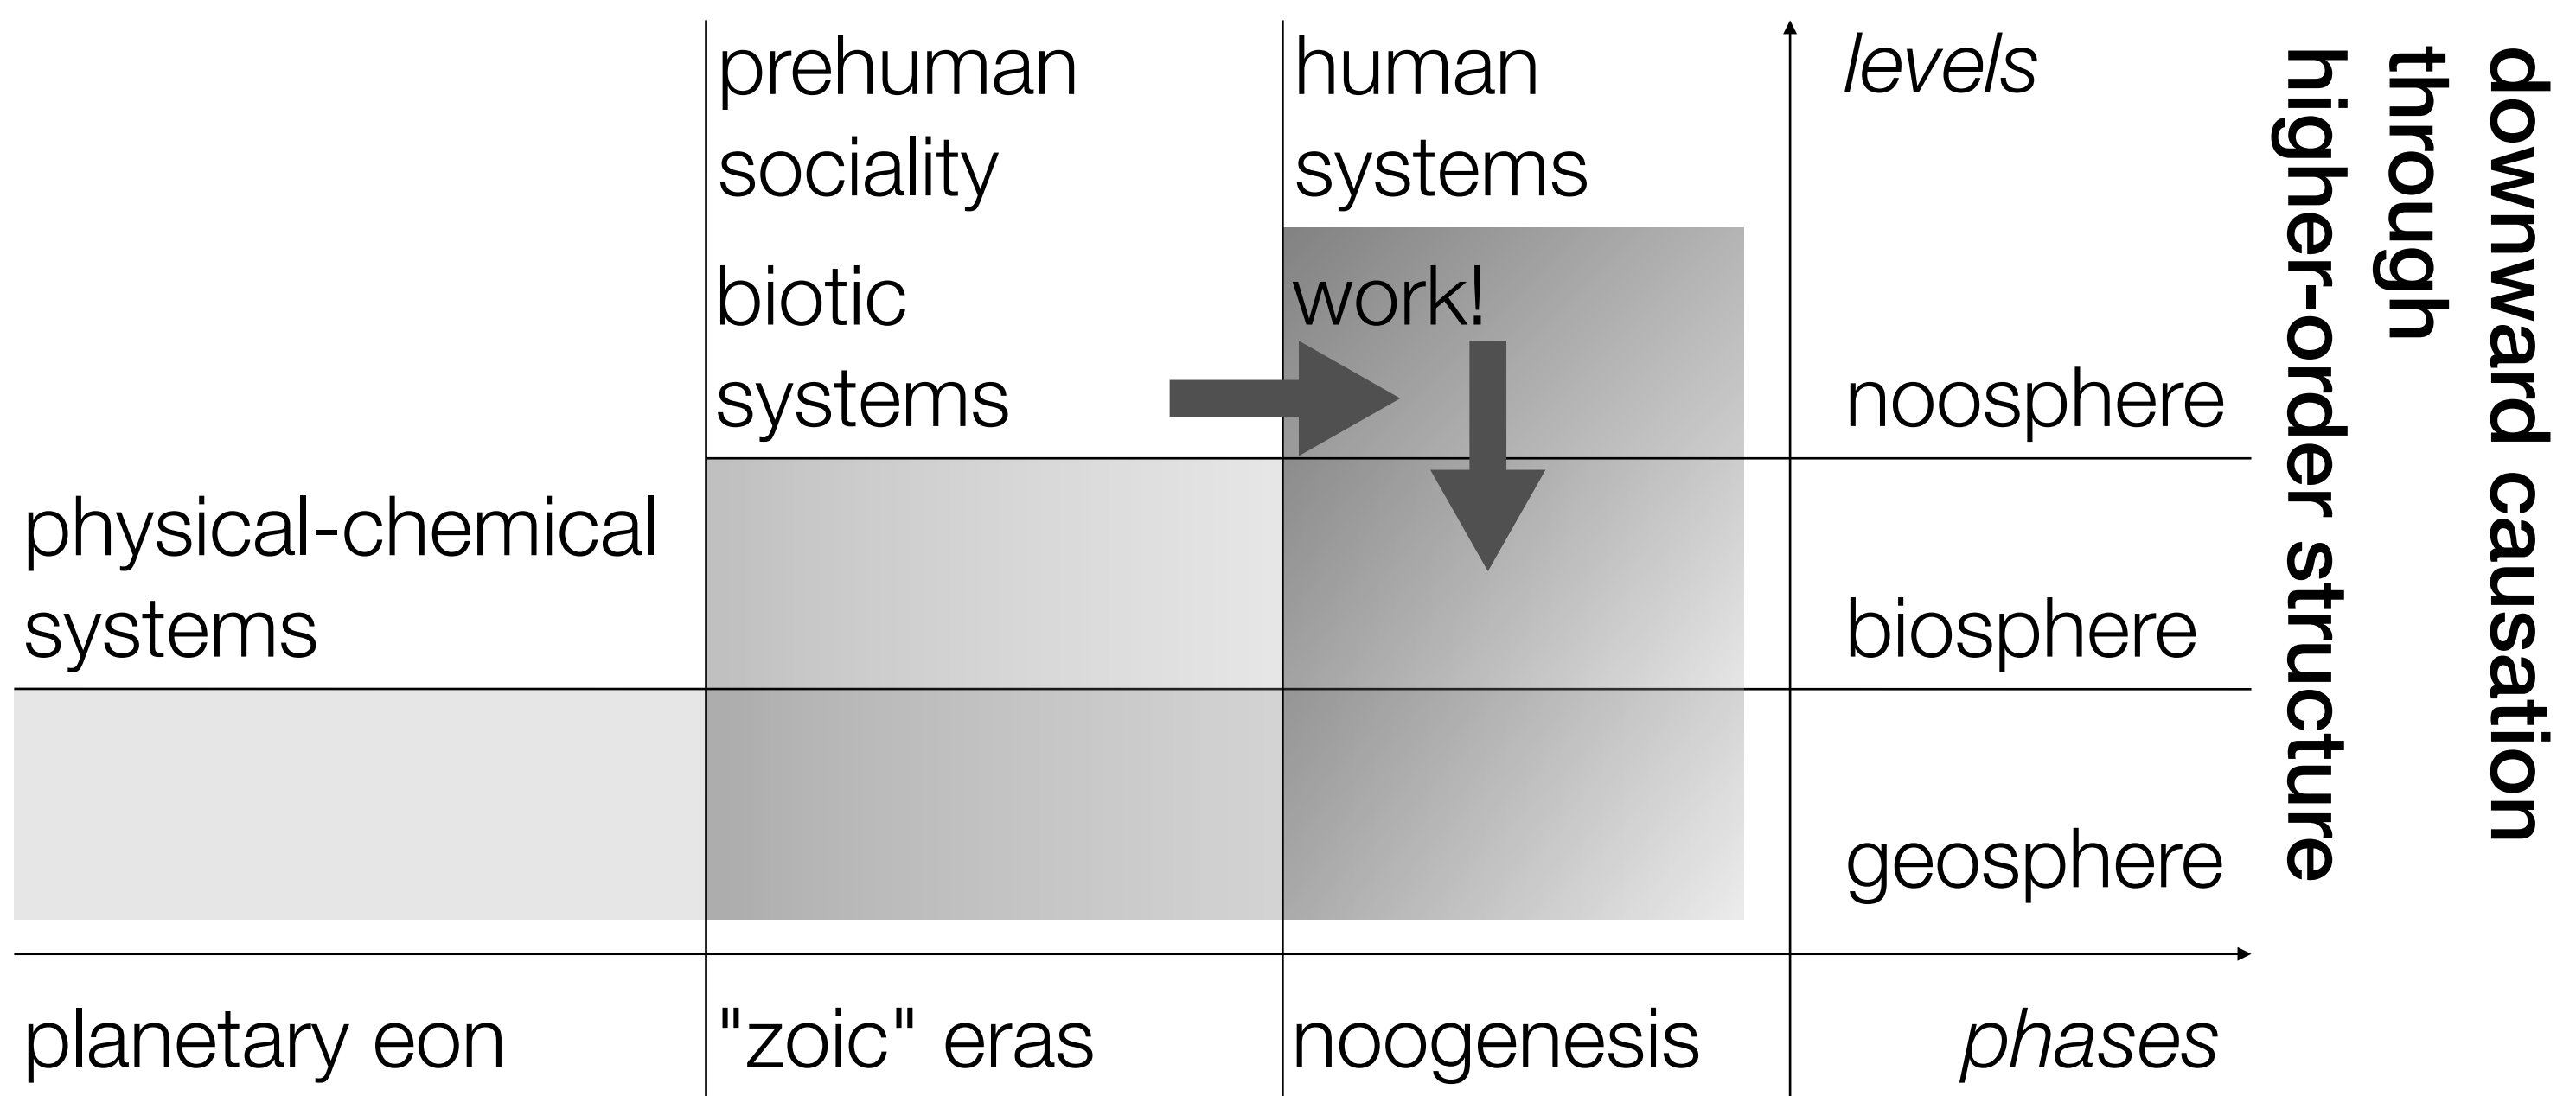 prehuman
sociality
human
systems
levels
biotic
systems
work!
noosphere
physical-chemical
systems
biosphere
geosphere
planetary eon
"zoic" eras
noogenesis
phases
downward causation
through
higher-order structure